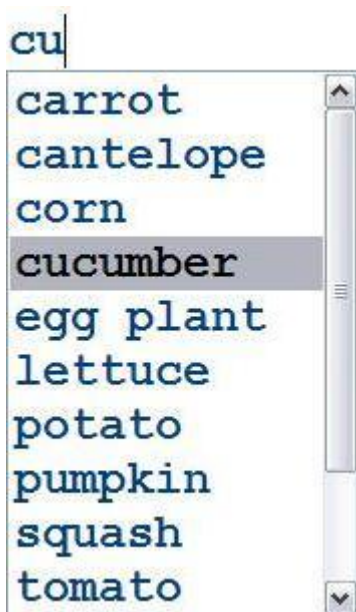 cu
carrot
cantelope
corn
cucumber
egg plant
lettuce
potato
pumpkin
squash
tomato